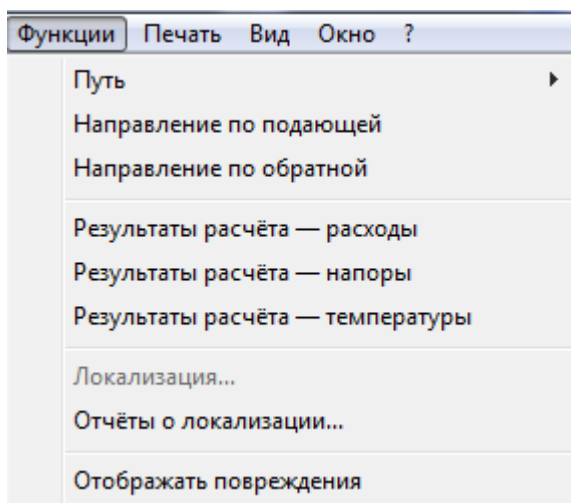 Функции Печать Вид Окно ?
Путь
Направление по подающей
Направление по обратной
Результаты расчёта — расходы
Результаты расчёта — напоры
Результаты расчёта — температуры
Локализация...
Отчёты о локализации...
Отображать повреждения